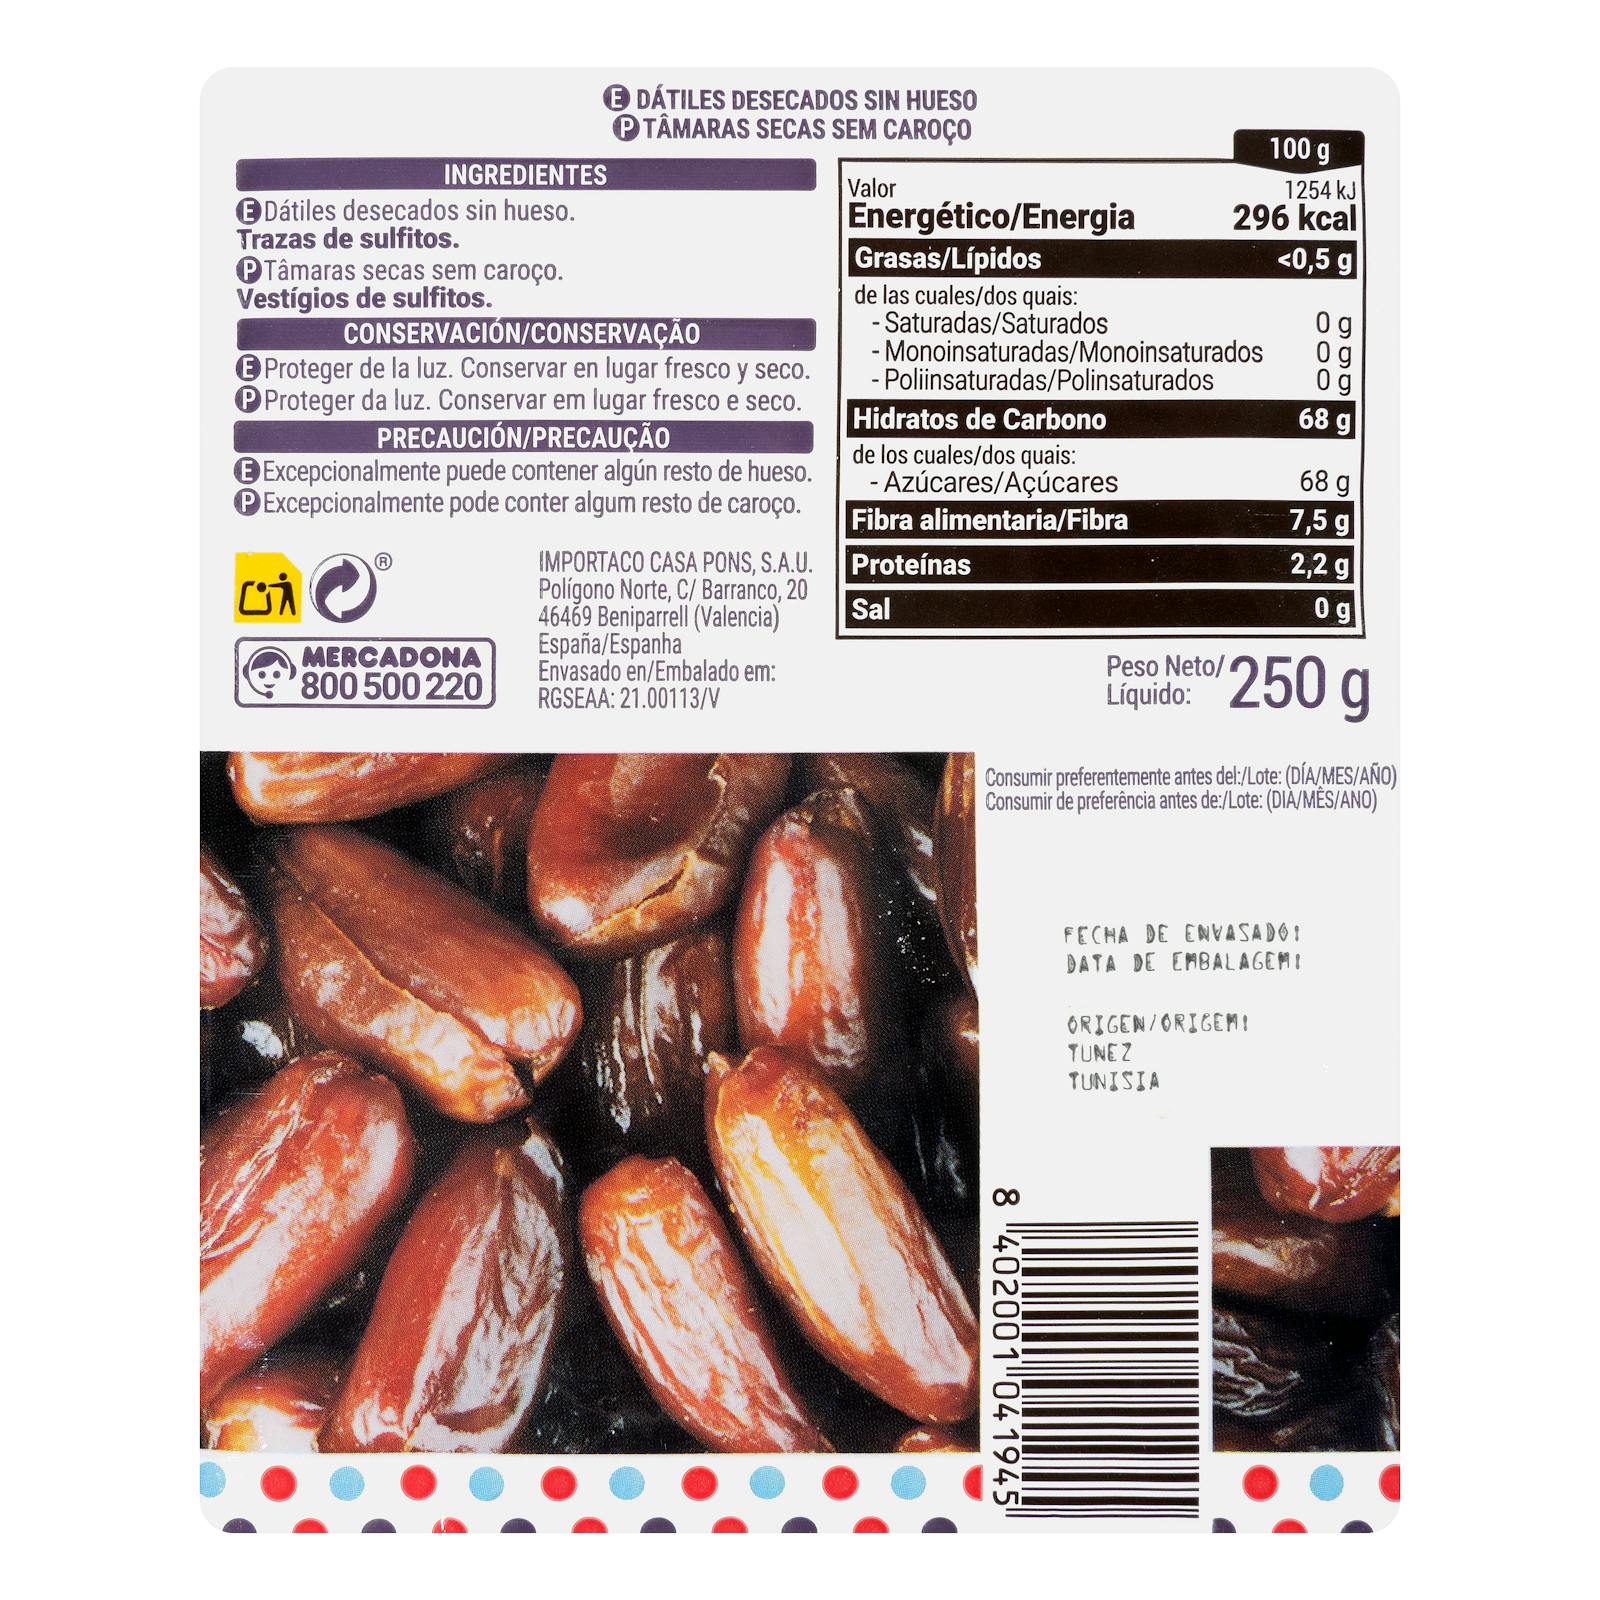 E DÁTILES DESECADOS SIN HUESO
P TÂMARAS SECAS SEM CAROÇO
INGREDIENTES
E Dátiles desecados sin hueso.
Trazas de sulfitos.
P Tâmaras secas sem caroço.
Vestígios de sulfitos.
CONSERVACIÓN/CONSERVAÇÃO
E Proteger de la luz. Conservar en lugar fresco y seco.
P Proteger da luz. Conservar em lugar fresco e seco.
PRECAUCIÓN/PRECAUÇÃO
E Excepcionalmente puede contener algún resto de hueso.
P Excepcionalmente pode conter algum resto de caroço.
®
MERCADONA
800 500 220
IMPORTACO CASA PONS, S.A.U.
Polígono Norte, C/ Barranco, 20
46469 Beniparrell (Valencia)
España/Espanha
Envasado en/Embalado em:
RGSEAA: 21.00113/V
100 g
Valor 1254 kJ
Energético/Energia 296 kcal
Grasas/Lípidos <0,5 g
de las cuales/dos quais:
- Saturadas/Saturados 0 g
- Monoinsaturadas/Monoinsaturados 0 g
- Poliinsaturadas/Polinsaturados 0 g
Hidratos de Carbono 68 g
de los cuales/dos quais:
- Azúcares/Açúcares 68 g
Fibra alimentaria/Fibra 7,5 g
Proteínas 2,2 g
Sal 0 g
Peso Neto/
Líquido: 250 g
Consumir preferentemente antes del:/Lote: (DÍA/MES/AÑO)
Consumir de preferência antes de:/Lote: (DIA/MÊS/ANO)
FECHA DE ENVASADO:
DATA DE EMBALAGEM:
ORIGEN/ORIGEM:
TUNEZ
TUNISIA
8 402001 041945